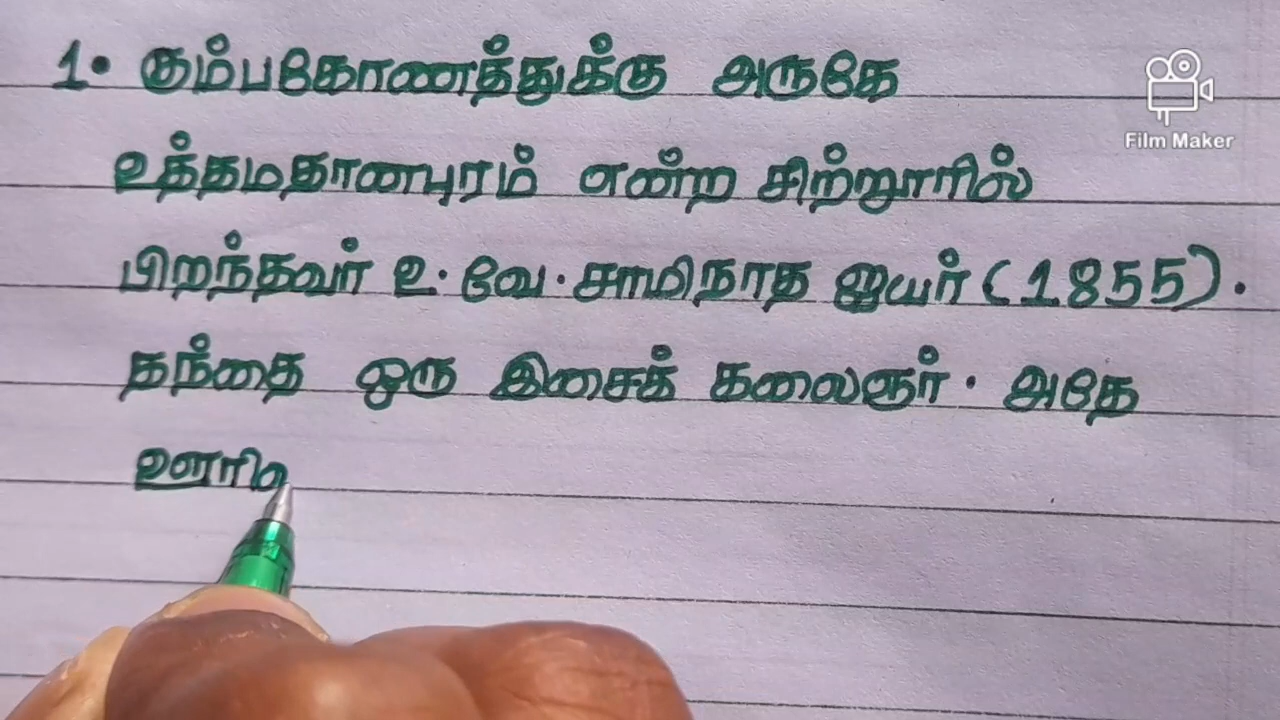 1. கும்பகோணத்துக்கு அருகே
உத்தமதானபுரம் என்ற சிற்றூரில்
பிறந்தவர் உ.வே.சாமிநாத ஐயர் (1855).
தந்தை ஒரு இசைக் கலைஞர். அதே
Film Maker